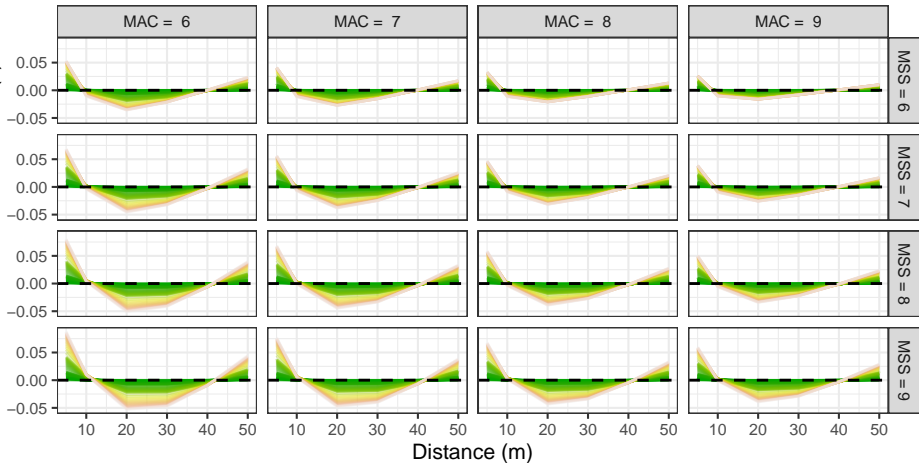 MAC = 6 MAC = 7 MAC = 8 MAC = 9
0.05
0.00
−0.05
MSS = 6
0.05
0.00
−0.05
MSS = 7
0.05
0.00
−0.05
MSS = 8
0.05
0.00
−0.05
MSS = 9
10 20 30 40 50 10 20 30 40 50 10 20 30 40 50 10 20 30 40 50
Distance (m)